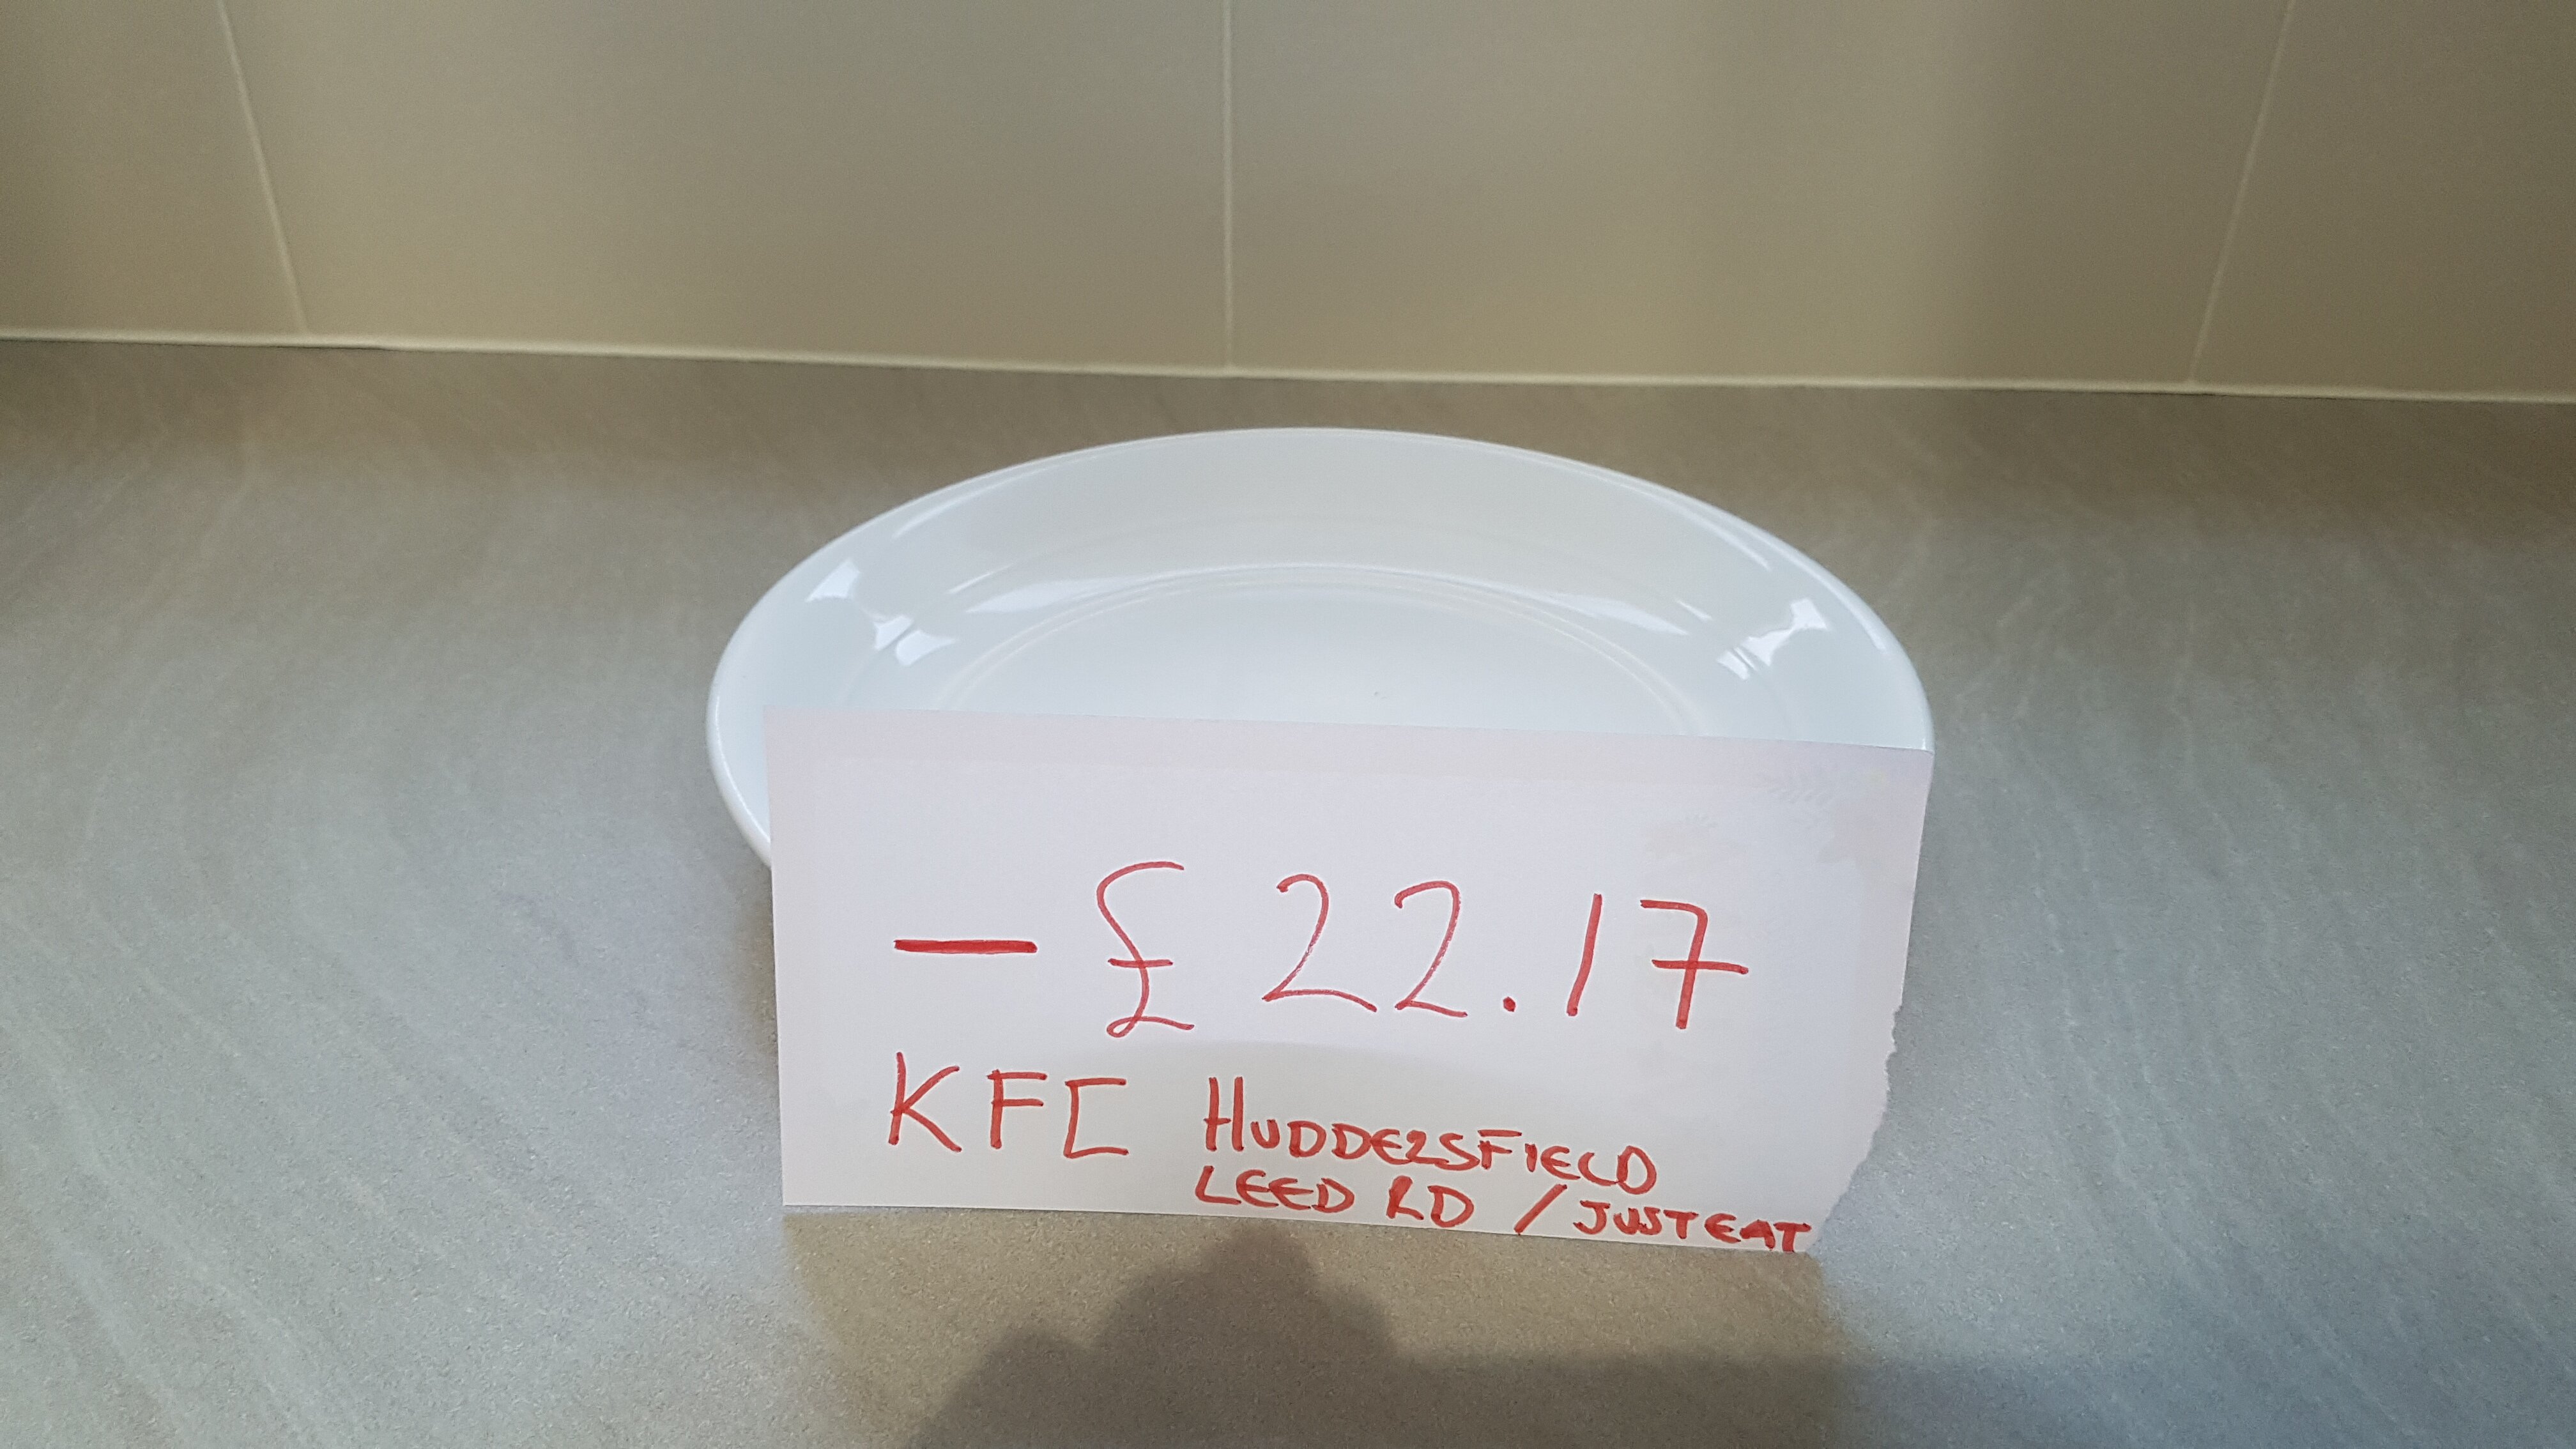 - £22.17
KFC HUDDERSFIELD
LEED RD / JUSTEAT